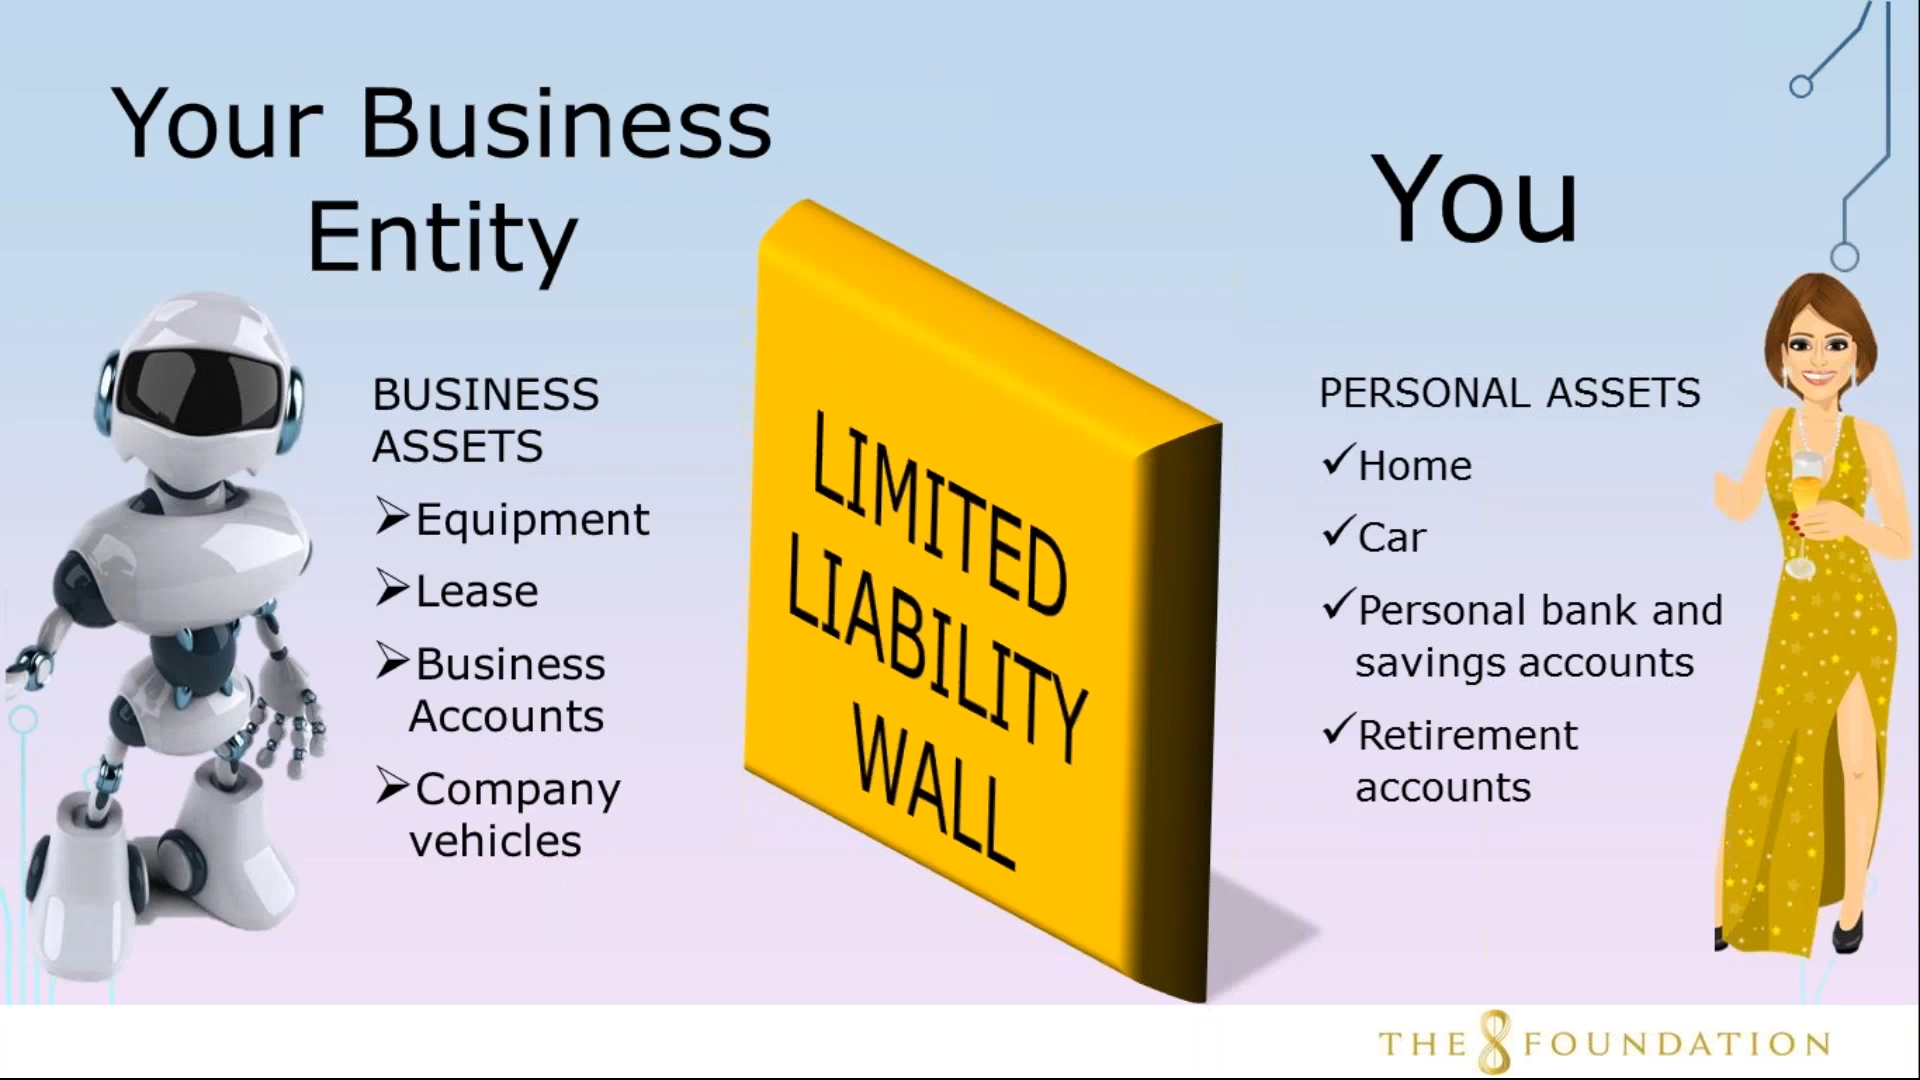 Your Business
Entity
BUSINESS
ASSETS
Equipment
Lease
Business
Accounts
Company
vehicles
LIMITED
LIABILITY
WALL
You
PERSONAL ASSETS
Home
Car
Personal bank and
savings accounts
Retirement
accounts
THE 8 FOUNDATION